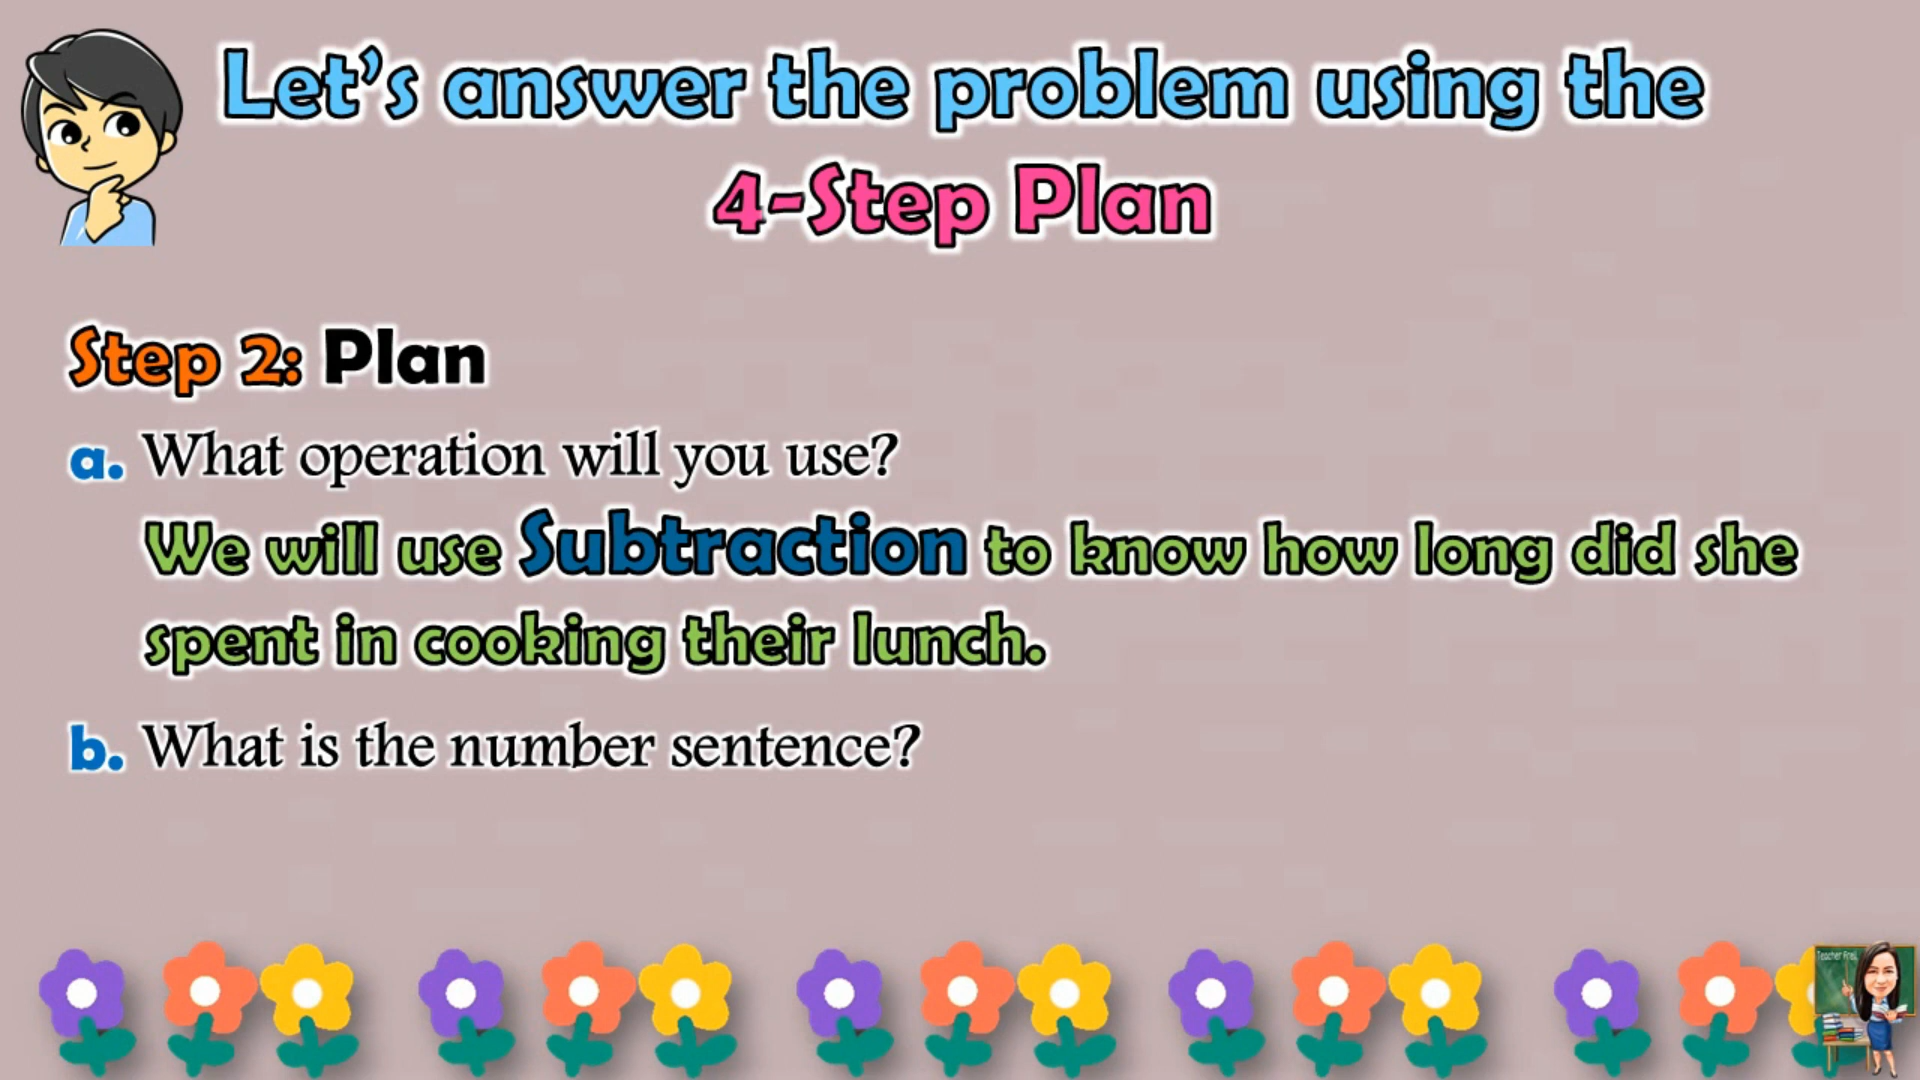 Let’s answer the problem using the
4-Step Plan
Step 2: Plan
a. What operation will you use?
We will use Subtraction to know how long did she
spent in cooking their lunch.
b. What is the number sentence?
Teacher